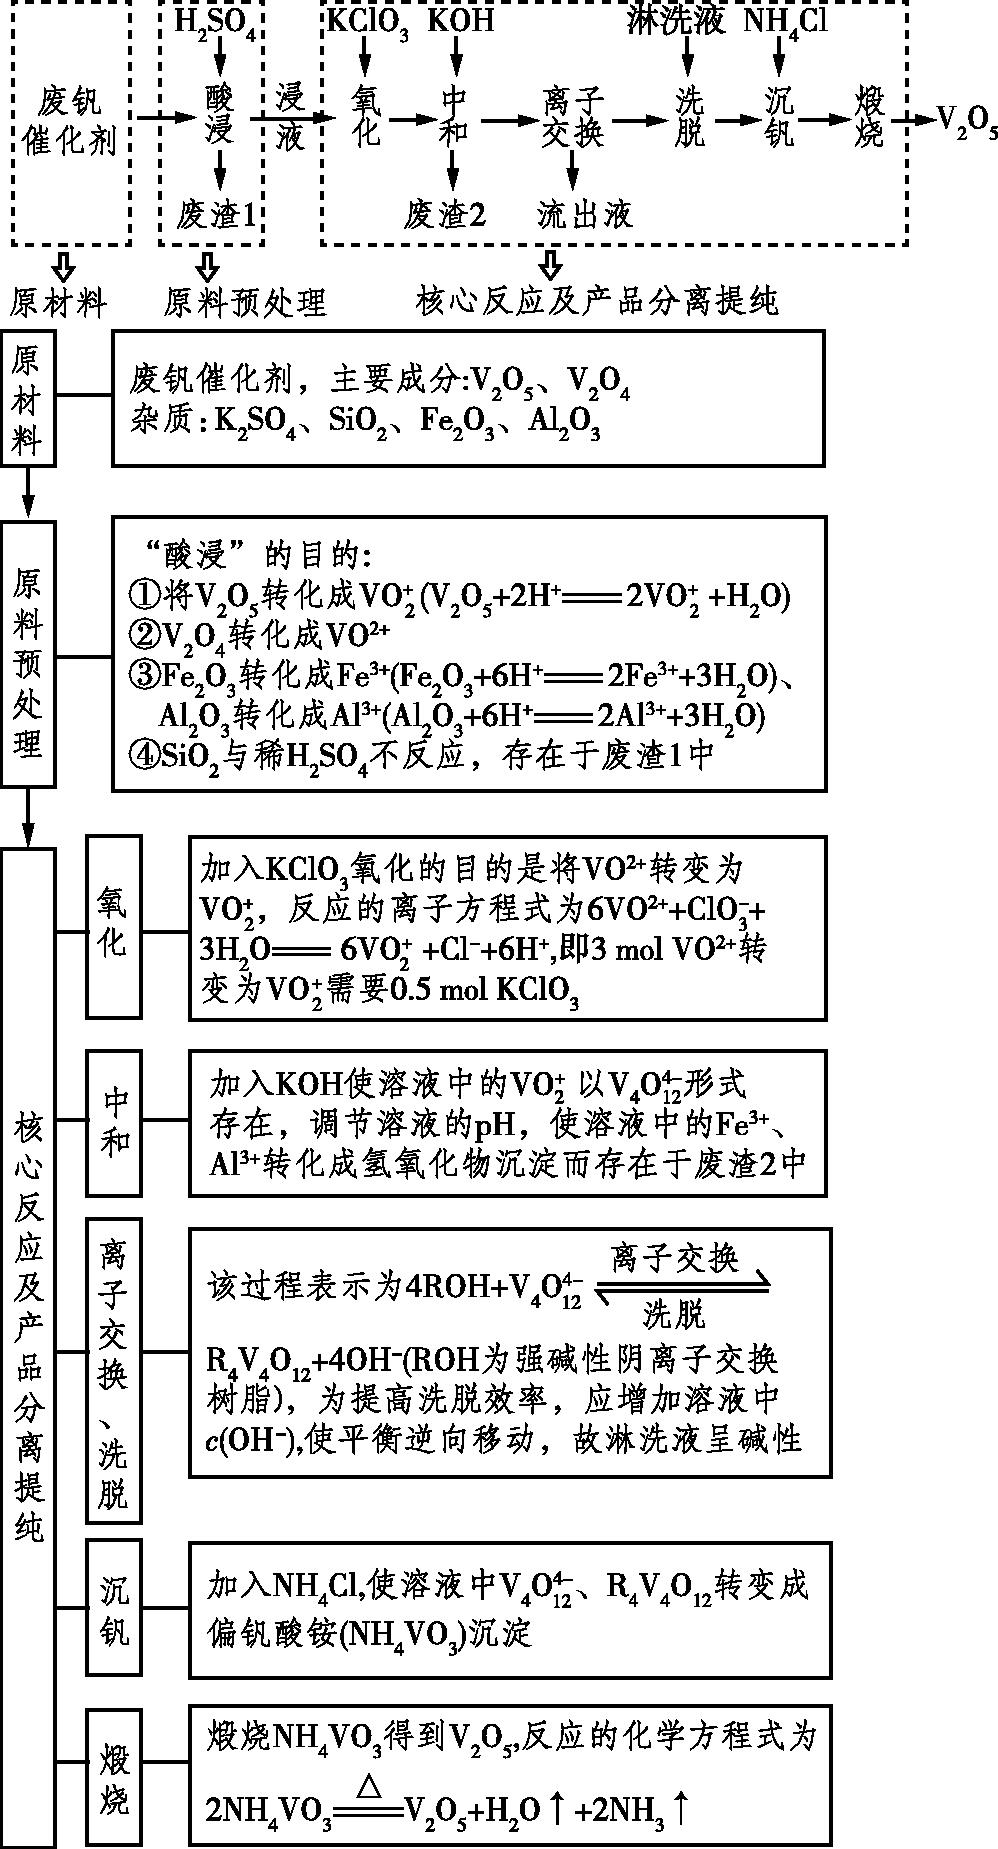 H₂SO₄ KClO₃ KOH 淋洗液 NH₄Cl
废钒催化剂 酸浸 浸液 氧化 中和 离子交换 洗脱 沉钒 煅烧 V₂O₅
废渣1 废渣2 流出液
原材料 原料预处理 核心反应及产品分离提纯
原材料
废钒催化剂，主要成分:V₂O₅、V₂O₄
杂质:K₂SO₄、SiO₂、Fe₂O₃、Al₂O₃
原料预处理
“酸浸”的目的:
①将V₂O₅转化成VO₂⁺(V₂O₅+2H⁺══2VO₂⁺+H₂O)
②V₂O₄转化成VO²⁺
③Fe₂O₃转化成Fe³⁺(Fe₂O₃+6H⁺══2Fe³⁺+3H₂O)、
Al₂O₃转化成Al³⁺(Al₂O₃+6H⁺══2Al³⁺+3H₂O)
④SiO₂与稀H₂SO₄不反应，存在于废渣1中
核心反应及产品分离提纯
氧化
加入KClO₃氧化的目的是将VO²⁺转变为
VO₂⁺，反应的离子方程式为6VO²⁺+ClO₃⁻+
3H₂O══6VO₂⁺+Cl⁻+6H⁺,即3 mol VO²⁺转
变为VO₂⁺需要0.5 mol KClO₃
中和
加入KOH使溶液中的VO₂⁺以V₄O₁₂⁴⁻形式
存在，调节溶液的pH，使溶液中的Fe³⁺、
Al³⁺转化成氢氧化物沉淀而存在于废渣2中
离子交换、洗脱
离子交换
该过程表示为4ROH+V₄O₁₂⁴⁻⇌
洗脱
R₄V₄O₁₂+4OH⁻(ROH为强碱性阴离子交换
树脂)，为提高洗脱效率，应增加溶液中
c(OH⁻),使平衡逆向移动，故淋洗液呈碱性
沉钒
加入NH₄Cl,使溶液中V₄O₁₂⁴⁻、R₄V₄O₁₂转变成
偏钒酸铵(NH₄VO₃)沉淀
煅烧
煅烧NH₄VO₃得到V₂O₅,反应的化学方程式为
△
2NH₄VO₃══V₂O₅+H₂O↑+2NH₃↑